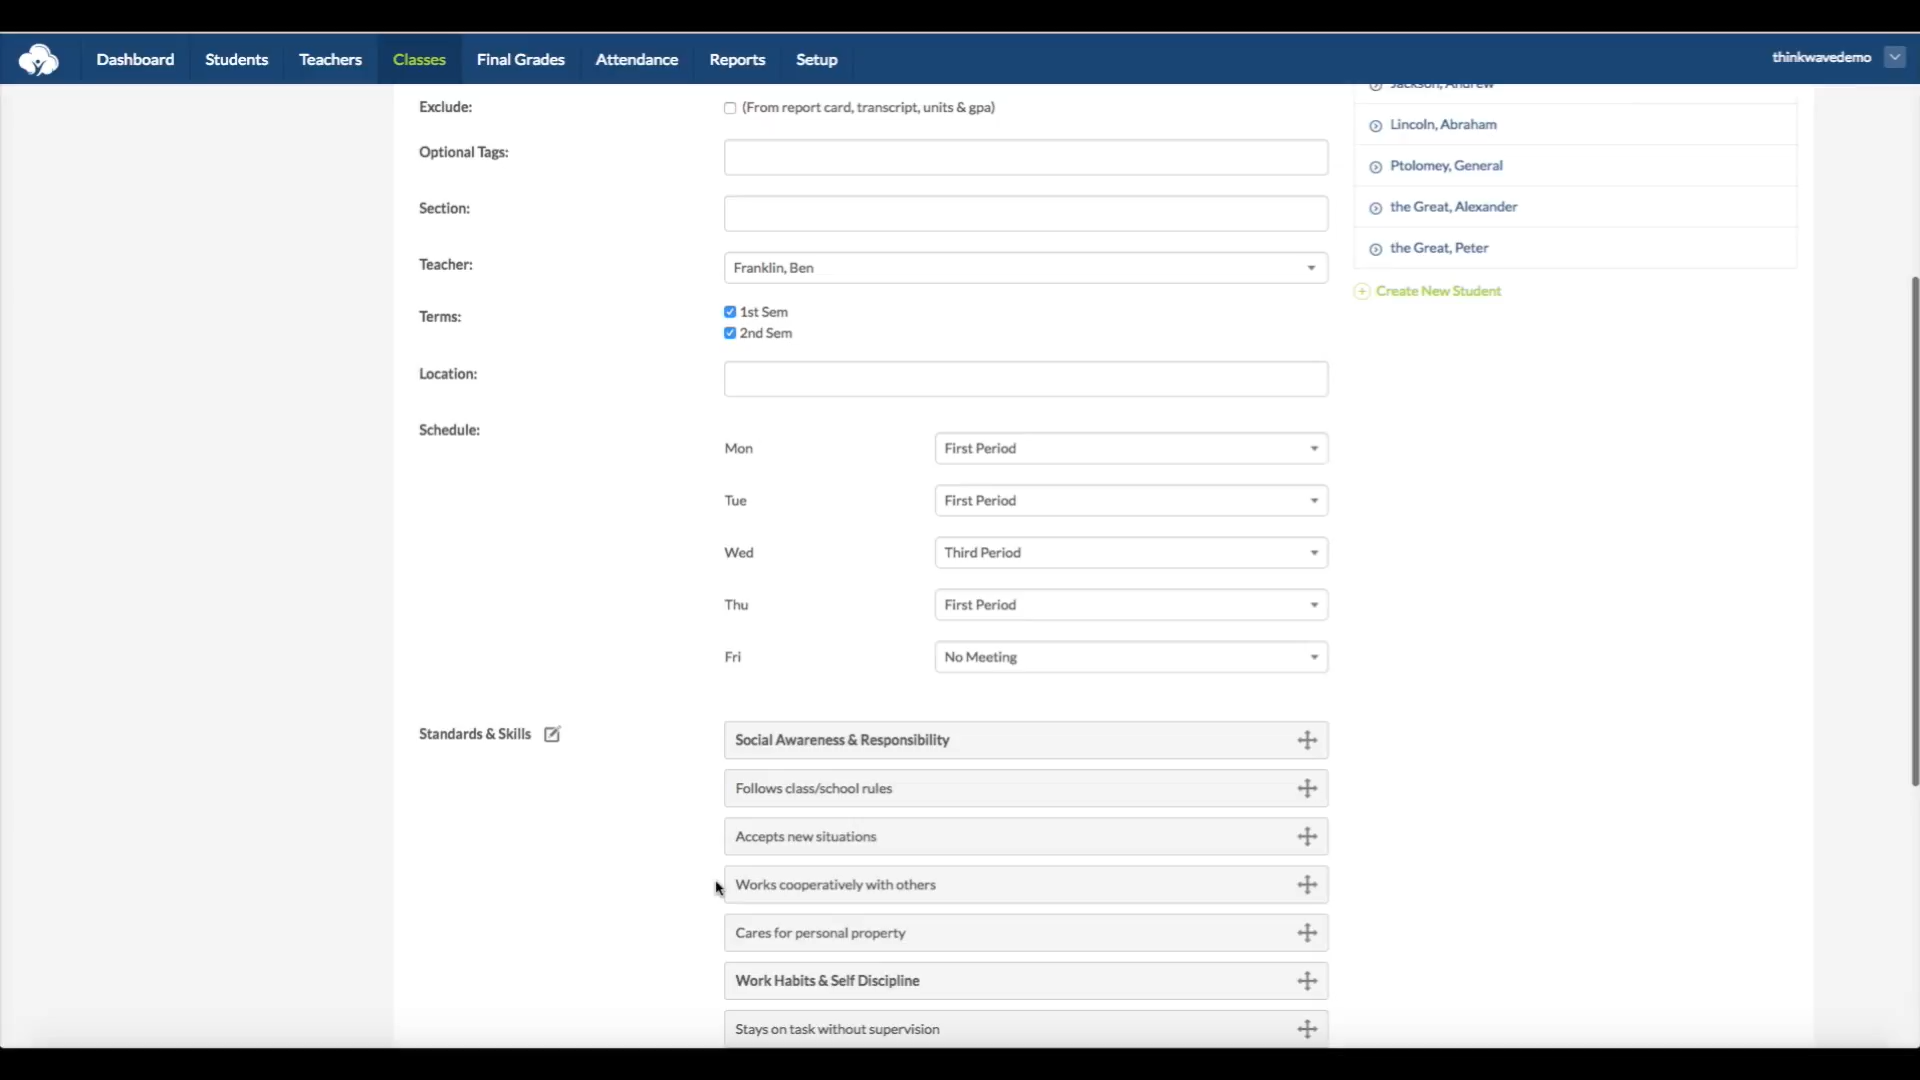 Dashboard Students Teachers Classes Final Grades Attendance Reports Setup thinkwavedemo
Exclude: (From report card, transcript, units & gpa)
Optional Tags:
Section:
Teacher: Franklin, Ben
Terms: 1st Sem
2nd Sem
Location:
Schedule:
Mon First Period
Tue First Period
Wed Third Period
Thu First Period
Fri No Meeting
Standards & Skills
Social Awareness & Responsibility
Follows class/school rules
Accepts new situations
Works cooperatively with others
Cares for personal property
Work Habits & Self Discipline
Stays on task without supervision
Jackson, Andrew
Lincoln, Abraham
Ptolomey, General
the Great, Alexander
the Great, Peter
Create New Student